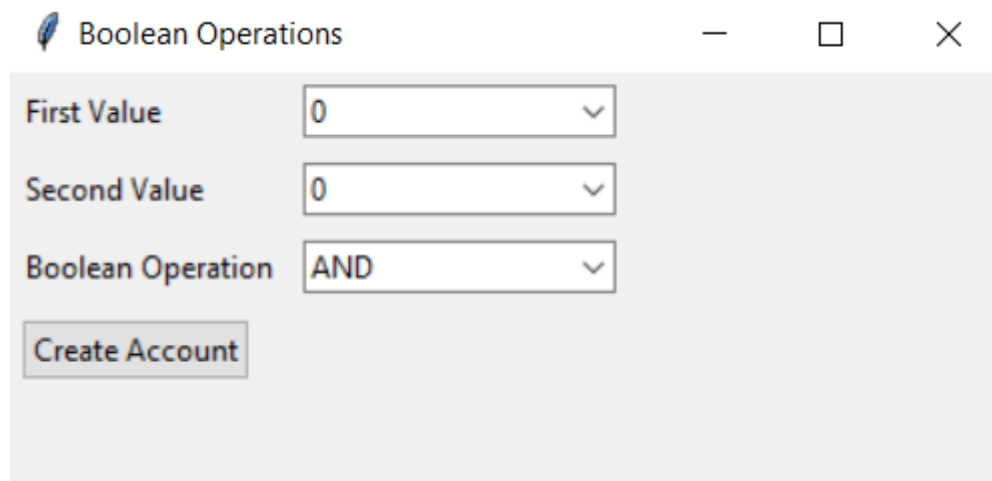 Boolean Operations
First Value 0
Second Value 0
Boolean Operation AND
Create Account